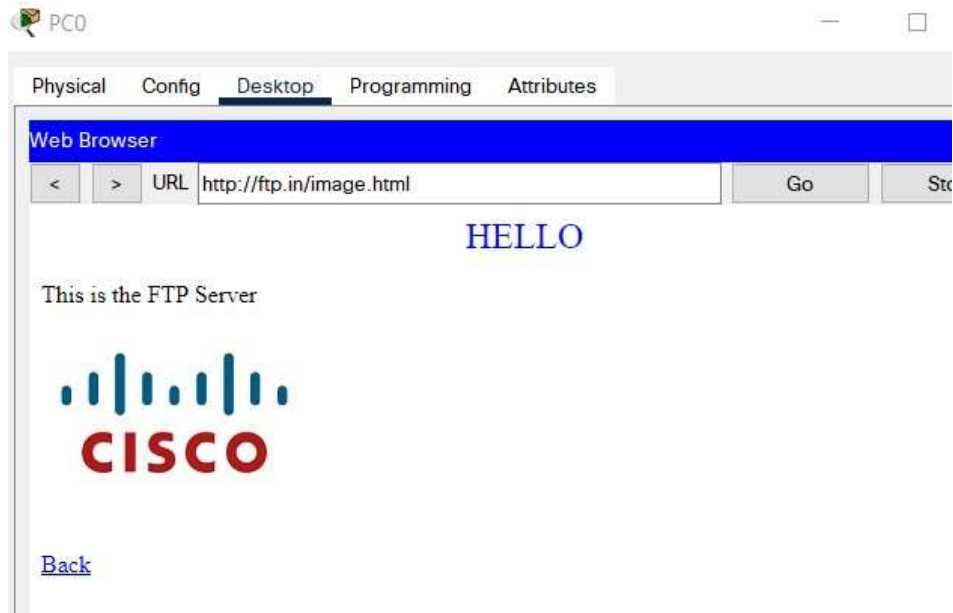 PC0
Physical Config Desktop Programming Attributes
Web Browser
< > URL http://ftp.in/image.html Go Sto
HELLO
This is the FTP Server
CISCO
Back